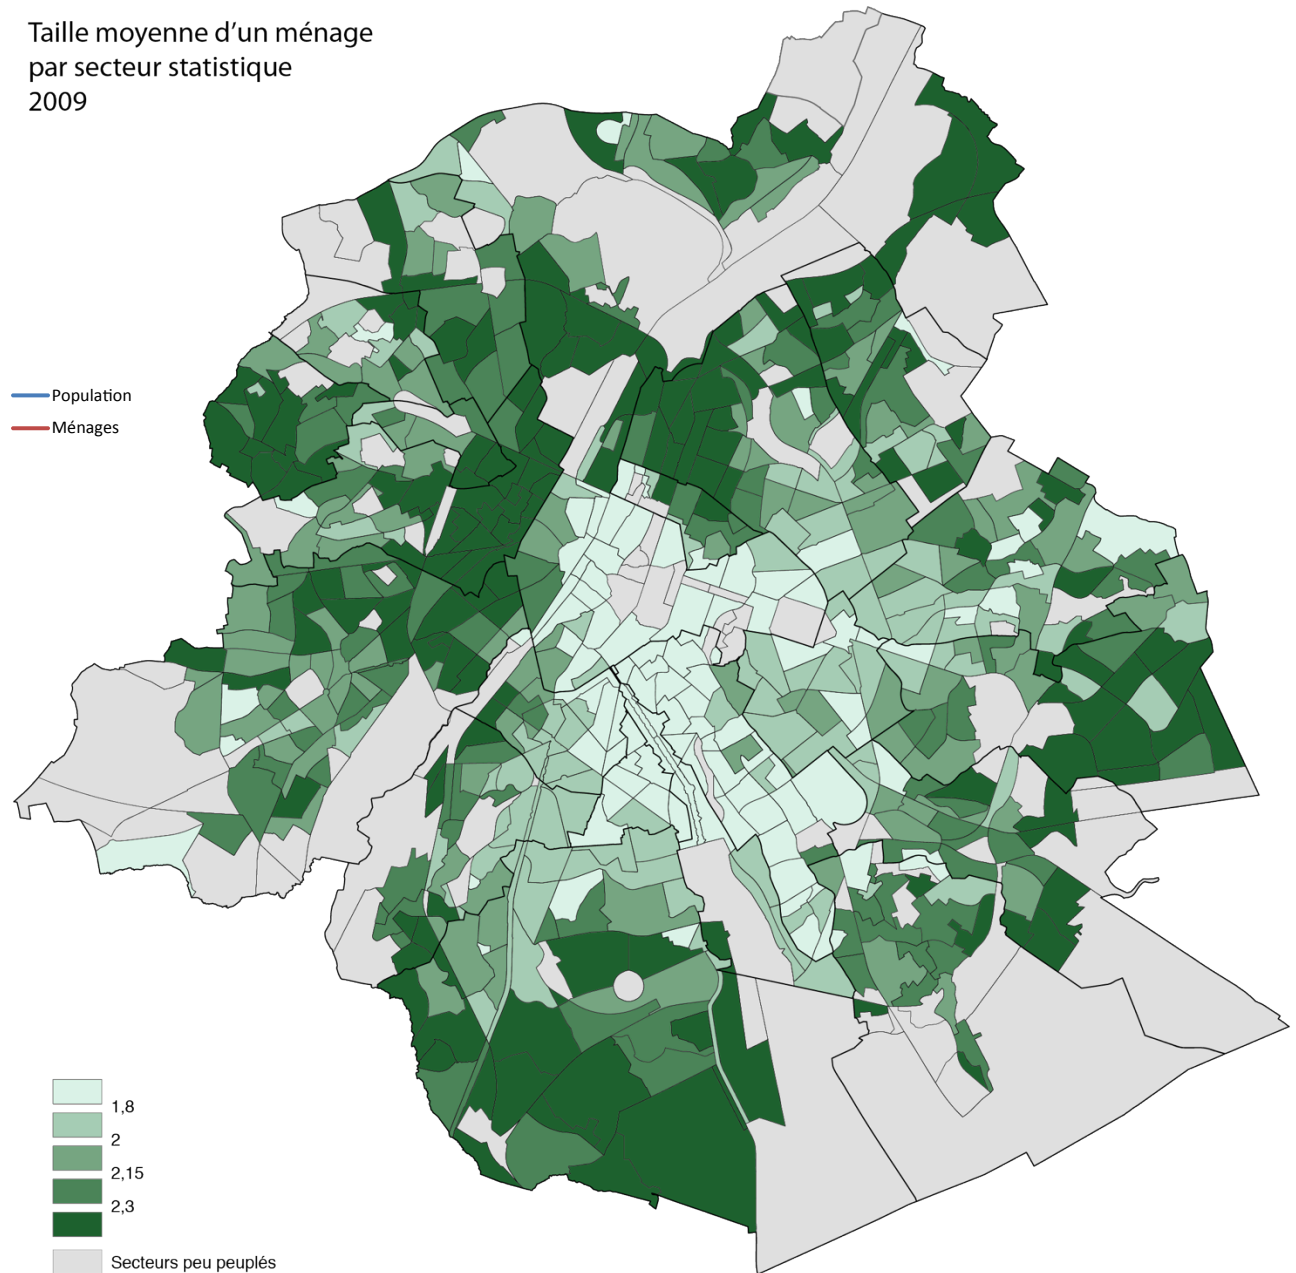 Taille moyenne d'un ménage
par secteur statistique
2009
Population
Ménages
1,8
2
2,15
2,3
Secteurs peu peuplés